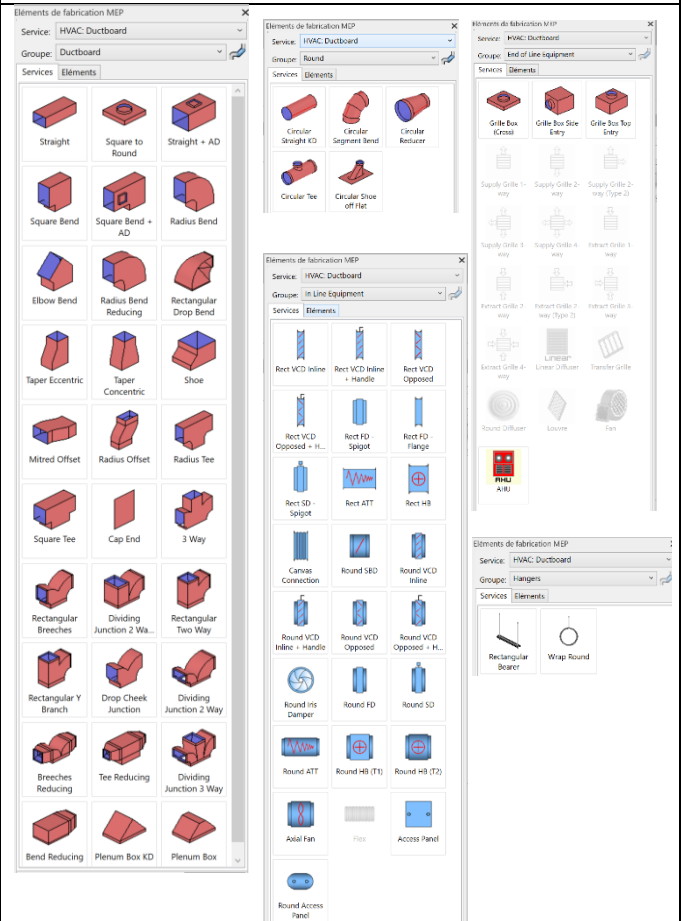 Eléments de fabrication MEP
Service: HVAC: Ductboard
Groupe: Ductboard
Services Eléments
Straight
Square to
Round
Straight + AD
Square Bend
Square Bend +
AD
Radius Bend
Elbow Bend
Radius Bend
Reducing
Rectangular
Drop Bend
Taper Eccentric
Taper
Concentric
Shoe
Mitred Offset
Radius Offset
Radius Tee
Square Tee
Cap End
3 Way
Rectangular
Breeches
Dividing
Junction 2 Wa...
Rectangular
Two Way
Rectangular Y
Branch
Drop Cheek
Junction
Dividing
Junction 2 Way
Breeches
Reducing
Tee Reducing
Dividing
Junction 3 Way
Bend Reducing
Plenum Box KD
Plenum Box
Eléments de fabrication MEP
Service: HVAC: Ductboard
Groupe: Round
Services Eléments
Circular
Straight KD
Circular
Segment Bend
Circular
Reducer
Circular Tee
Circular Shoe
off Flat
Eléments de fabrication MEP
Service: HVAC: Ductboard
Groupe: In Line Equipment
Services Eléments
Rect VCD Inline
Rect VCD Inline
+ Handle
Rect VCD
Opposed
Rect VCD
Opposed + H...
Rect FD -
Spigot
Rect FD -
Flange
Rect SD -
Spigot
Rect ATT
Rect HB
Canvas
Connection
Round SBD
Round VCD
Inline
Round VCD
Inline + Handle
Round VCD
Opposed
Round VCD
Opposed + H...
Round Iris
Damper
Round FD
Round SD
Round ATT
Round HB (T1)
Round HB (T2)
Axial Fan
Flex
Access Panel
Round Access
Panel
Eléments de fabrication MEP
Service: HVAC: Ductboard
Groupe: End of Line Equipment
Services Eléments
Grille Box
(Cross)
Grille Box Side
Entry
Grille Box Top
Entry
Supply Grille 1-
way
Supply Grille 2-
way
Supply Grille 2-
way (Type 2)
Supply Grille 3-
way
Supply Grille 4-
way
Extract Grille 1-
way
Extract Grille 2-
way
Extract Grille 2-
way (Type 2)
Extract Grille 3-
way
Extract Grille 4-
way
Linear
Linear Diffuser
Transfer Grille
Round Diffuser
Louvre
Fan
AHU
AHU
Eléments de fabrication MEP
Service: HVAC: Ductboard
Groupe: Hangers
Services Eléments
Rectangular
Bearer
Wrap Round